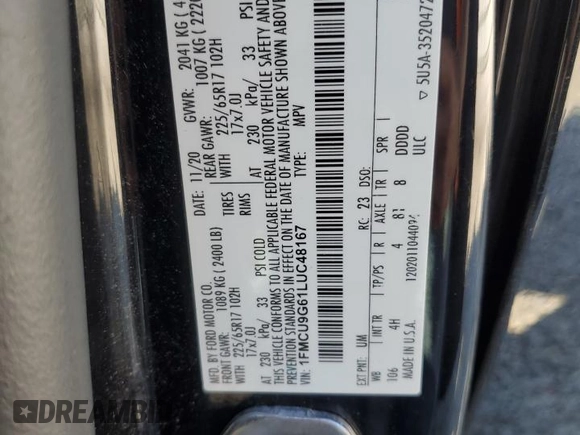 MFD. BY FORD MOTOR CO.
DATE: 11/20 GVWR: 2041 KG
FRONT GAWR: 1089 KG (2400 LB) REAR GAWR: 1007 KG
WITH 225/65R17 102H TIRES WITH 225/65R17 102H
17x7.0J RIMS 17x7.0J
AT 230 kPa/ 33 PSI COLD AT 230 kPa/ 33 PSI
THIS VEHICLE CONFORMS TO ALL APPLICABLE FEDERAL MOTOR VEHICLE SAFETY AND
PREVENTION STANDARDS IN EFFECT ON THE DATE OF MANUFACTURE SHOWN ABOVE
VIN: 1FMCU9G61LUC48167
TYPE: MPV
EXT PNT: UM RC: 23 DSO:
WB INT TR TP/PS R AXLE TR SPR
106 4H 4 81 8 DDDD
MADE IN U.S.A. ULC
▽ 5U5A-3520472
DREAMBID